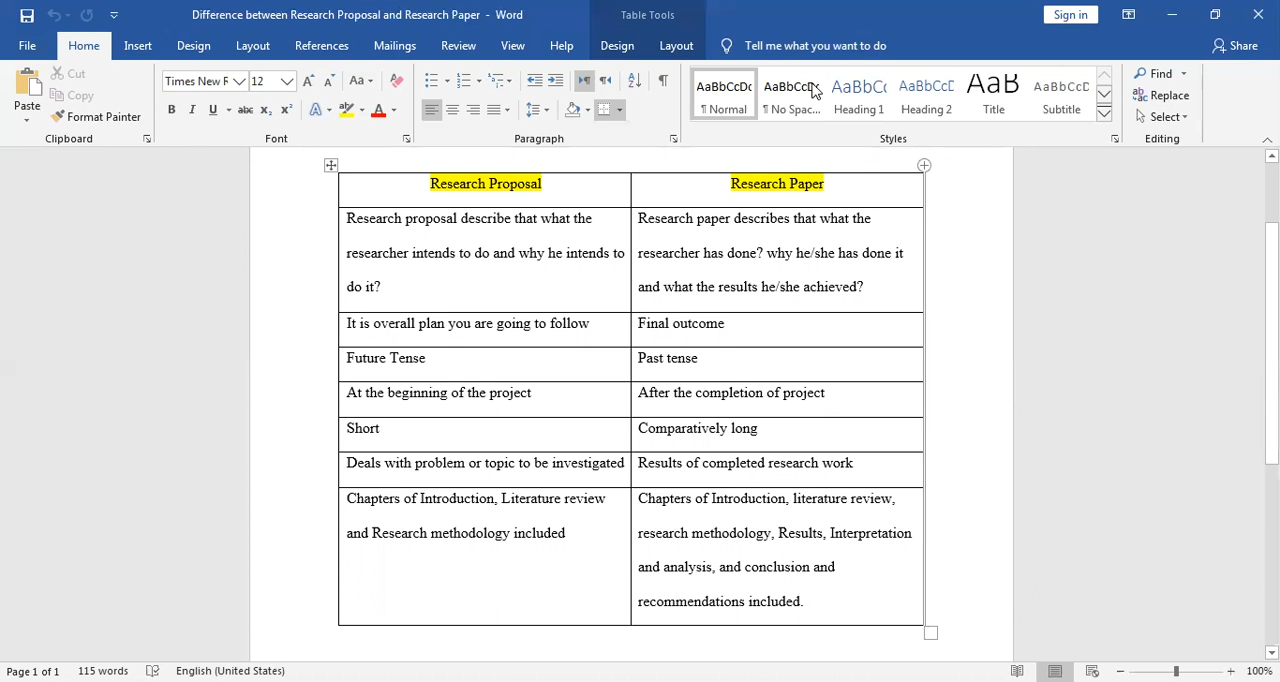 Difference between Research Proposal and Research Paper - Word
Table Tools
Sign in
File
Home
Insert
Design
Layout
References
Mailings
Review
View
Help
Design
Layout
Tell me what you want to do
Share
Paste
Cut
Copy
Format Painter
Clipboard
Times New R
12
Aa
B I U abc x₂ x²
A
Font
Paragraph
AaBbCcDc
¶ Normal
AaBbCcDc
¶ No Spac...
AaBbCc
Heading 1
AaBbCcD
Heading 2
AaB
Title
AaBbCcD
Subtitle
Styles
Find
Replace
Select
Editing
Research Proposal
Research Paper
Research proposal describe that what the
researcher intends to do and why he intends to
do it?
Research paper describes that what the
researcher has done? why he/she has done it
and what the results he/she achieved?
It is overall plan you are going to follow
Final outcome
Future Tense
Past tense
At the beginning of the project
After the completion of project
Short
Comparatively long
Deals with problem or topic to be investigated
Results of completed research work
Chapters of Introduction, Literature review
and Research methodology included
Chapters of Introduction, literature review,
research methodology, Results, Interpretation
and analysis, and conclusion and
recommendations included.
Page 1 of 1
115 words
English (United States)
100%